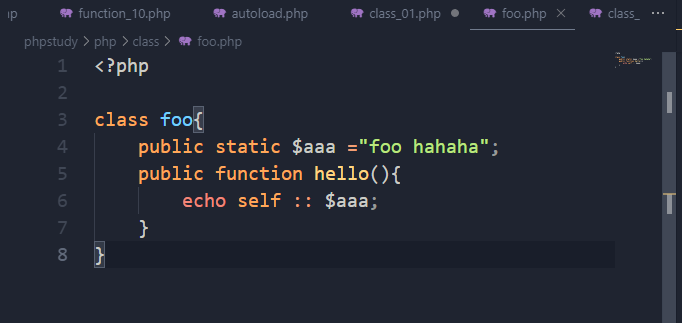 function_10.php autoload.php class_01.php foo.php class_ ...
phpstudy > php > class > foo.php
1 <?php
2
3 class foo{
4 public static $aaa ="foo hahaha";
5 public function hello(){
6 echo self :: $aaa;
7 }
8 }